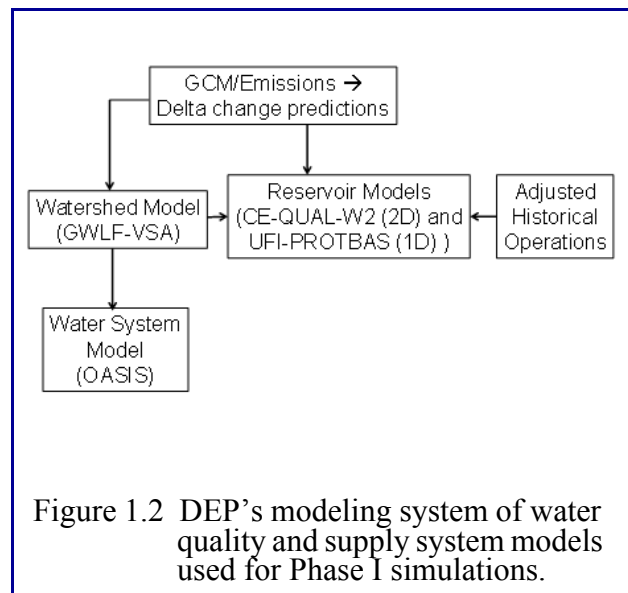 GCM/Emissions →
Delta change predictions
Watershed Model
(GWLF-VSA)
Reservoir Models
(CE-QUAL-W2 (2D) and
UFI-PROTBAS (1D) )
Adjusted
Historical
Operations
Water System
Model
(OASIS)
Figure 1.2 DEP's modeling system of water
quality and supply system models
used for Phase I simulations.